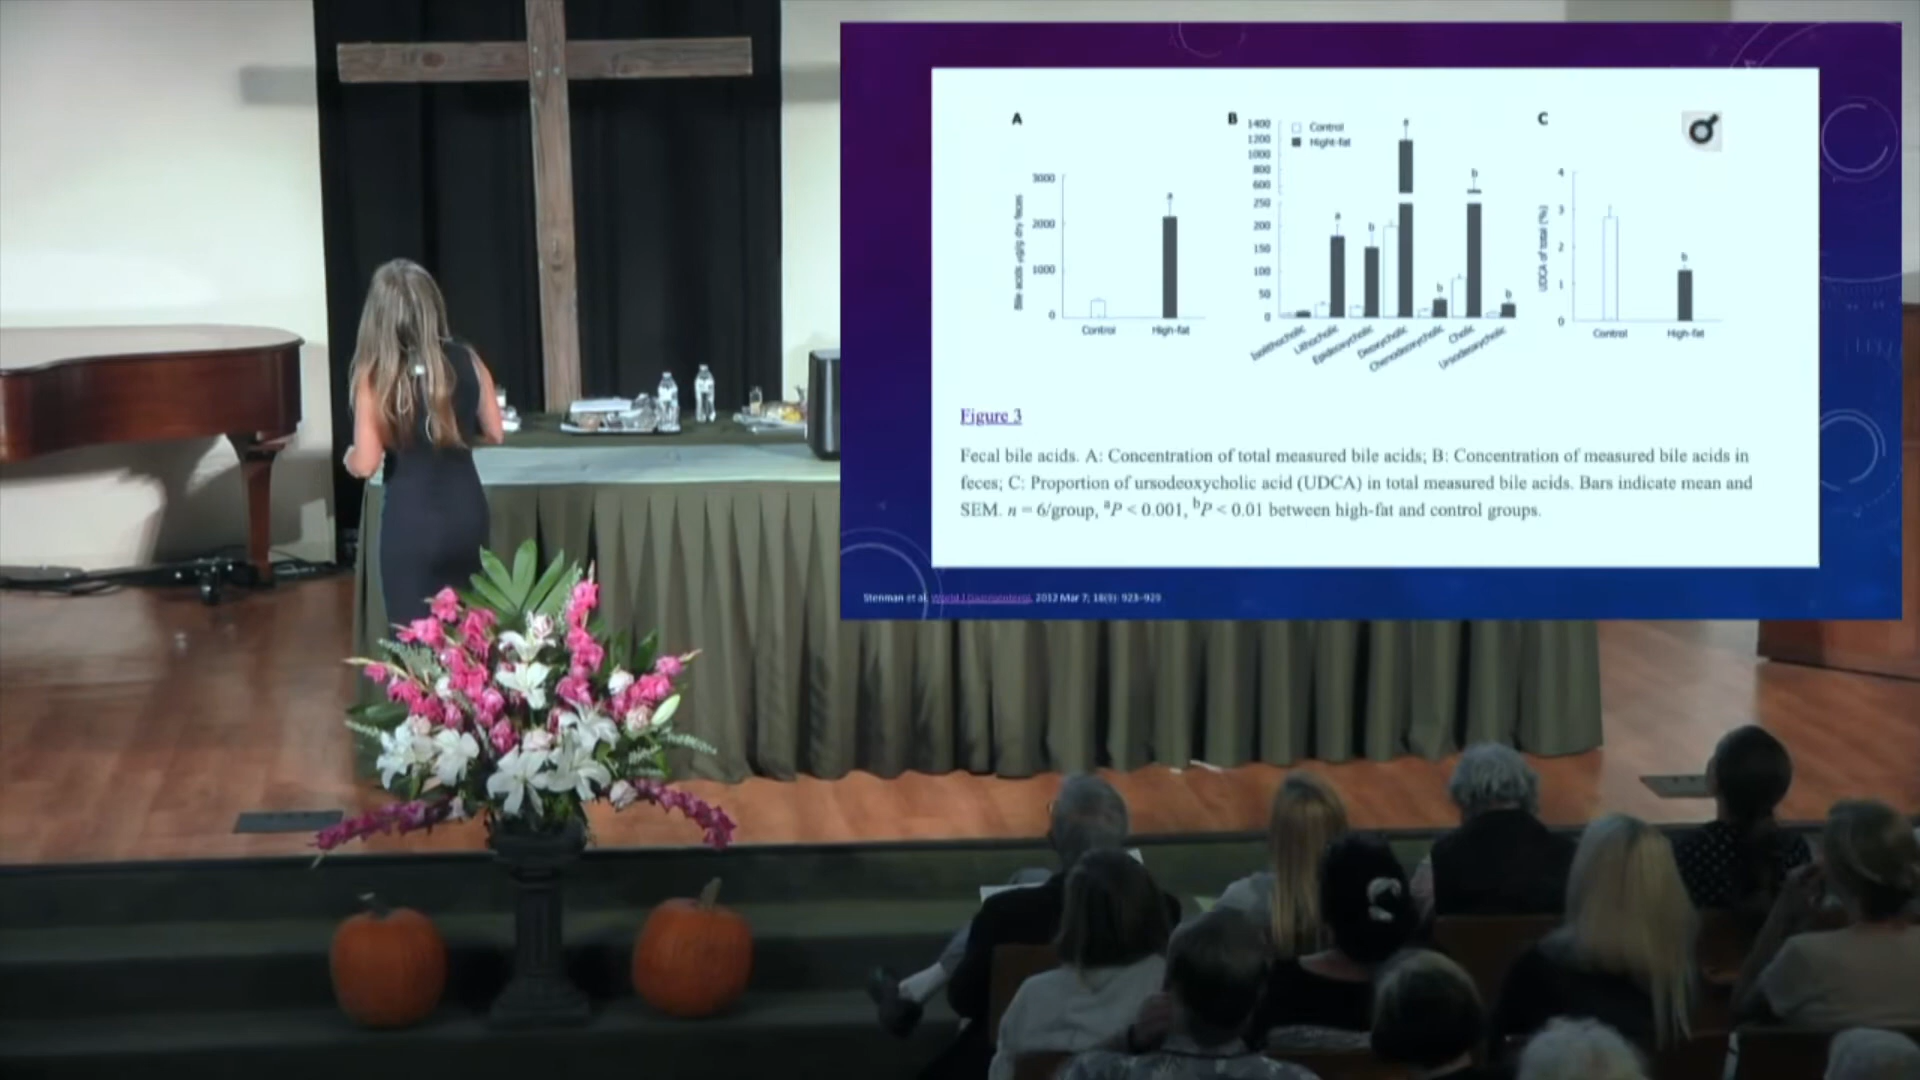 A
Bile acids µg/g dry feces
3000
2000
1000
0
a
Control
High-fat
B
1400
1200
1000
800
600
250
200
150
100
50
0
Control
Hight-fat
a
b
a
b
b
b
Isolithocholic
Lithocholic
Epideoxycholic
Deoxycholic
Chenodeoxycholic
Cholic
Ursodeoxycholic
C
UDCA of total (%)
4
3
2
1
0
b
Control
High-fat
Figure 3
Fecal bile acids. A: Concentration of total measured bile acids; B: Concentration of measured bile acids in
feces; C: Proportion of ursodeoxycholic acid (UDCA) in total measured bile acids. Bars indicate mean and
SEM. n = 6/group, aP < 0.001, bP < 0.01 between high-fat and control groups.
Stenman et al. World J Gastroenterol. 2012 Mar 7; 18(9): 923–929